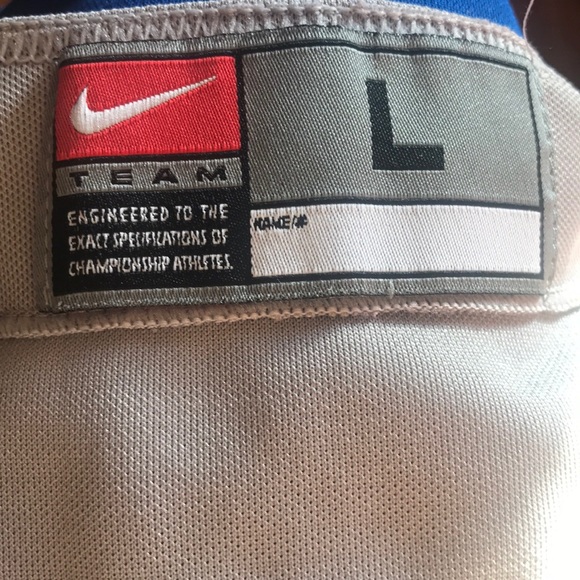 TEAM
ENGINEERED TO THE
EXACT SPECIFICATIONS OF
CHAMPIONSHIP ATHLETES.
L
NAME/#